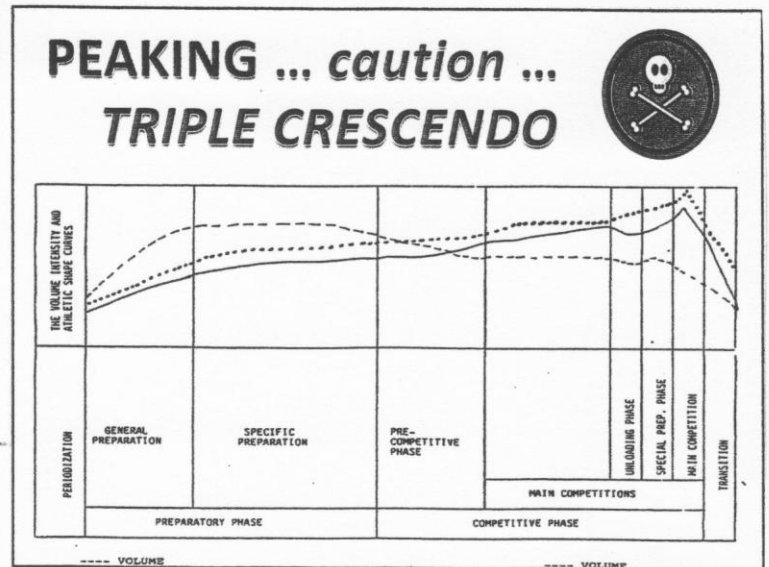 PEAKING ... caution ...
TRIPLE CRESCENDO
THE VOLUME INTENSITY AND
ATHLETIC SHAPE CURVES
PERIODIZATION
GENERAL
PREPARATION
SPECIFIC
PREPARATION
PRE-
COMPETITIVE
PHASE
UNLOADING PHASE
SPECIAL PREP. PHASE
MAIN COMPETITION
TRANSITION
MAIN COMPETITIONS
PREPARATORY PHASE
COMPETITIVE PHASE
---- VOLUME
---- VOLUME